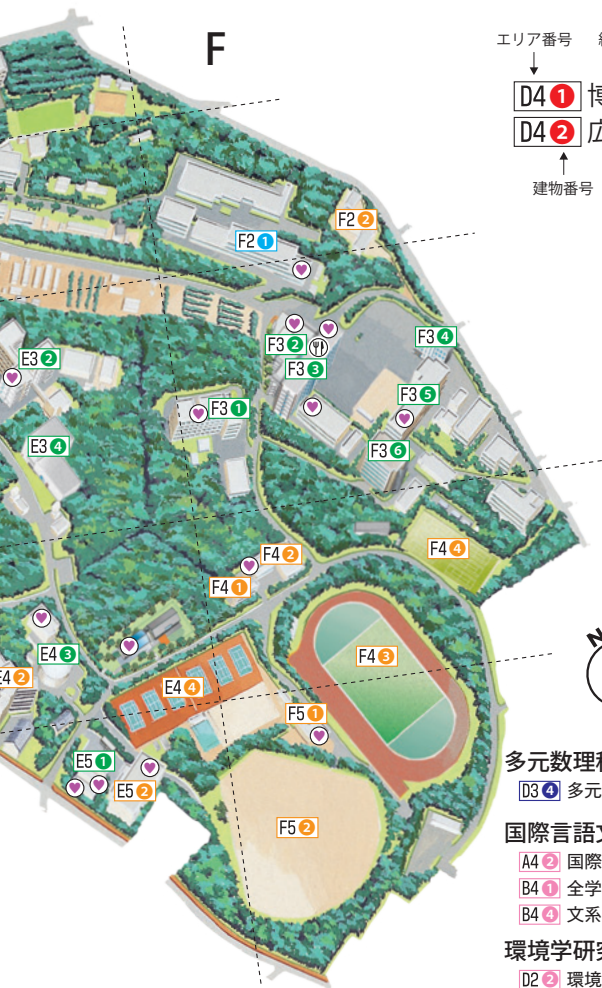 F
エリア番号
D4 1 博
D4 2 広
建物番号
F2 2
F2 1
F3 2
F3 4
E3 2
F3 3
F3 5
F3 1
E3 4
F3 6
F4 4
F4 2
F4 1
N
E4 3
F4 3
E4 2
E4 4
F5 1
E5 1
多元数理科
D3 4 多元
E5 2
F5 2
国際言語文
A4 2 国際
B4 1 全学
B4 4 文系
環境学研究
D2 2 環境